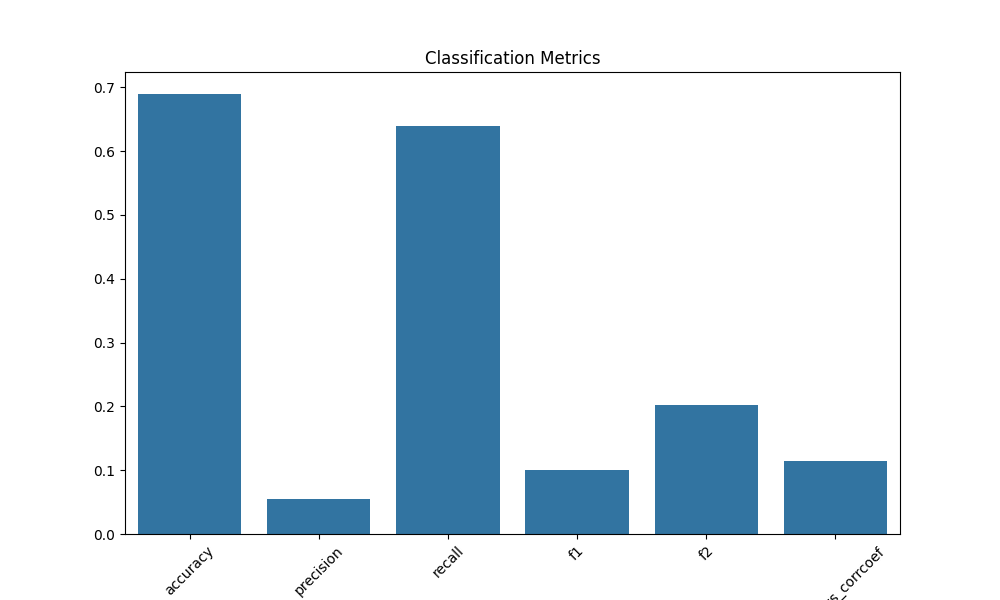 Classification Metrics
0.7
0.6
0.5
0.4
0.3
0.2
0.1
0.0
accuracy
precision
recall
f1
f2
s_corrcoef